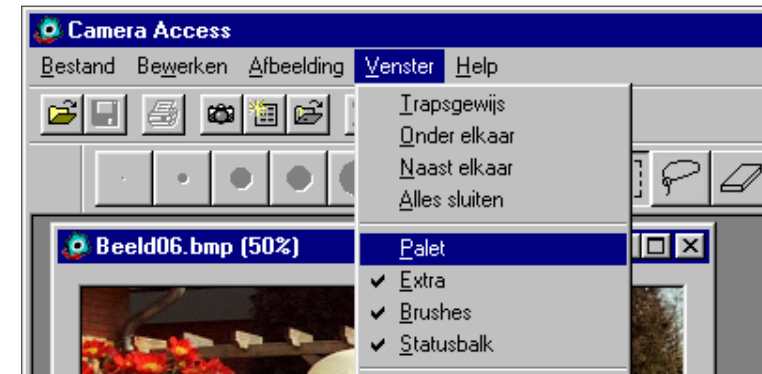 Camera Access
Bestand Bewerken Afbeelding Venster Help
Trapsgewijs
Onder elkaar
Naast elkaar
Alles sluiten
Beeld06.bmp (50%)
Palet
Extra
Brushes
Statusbalk